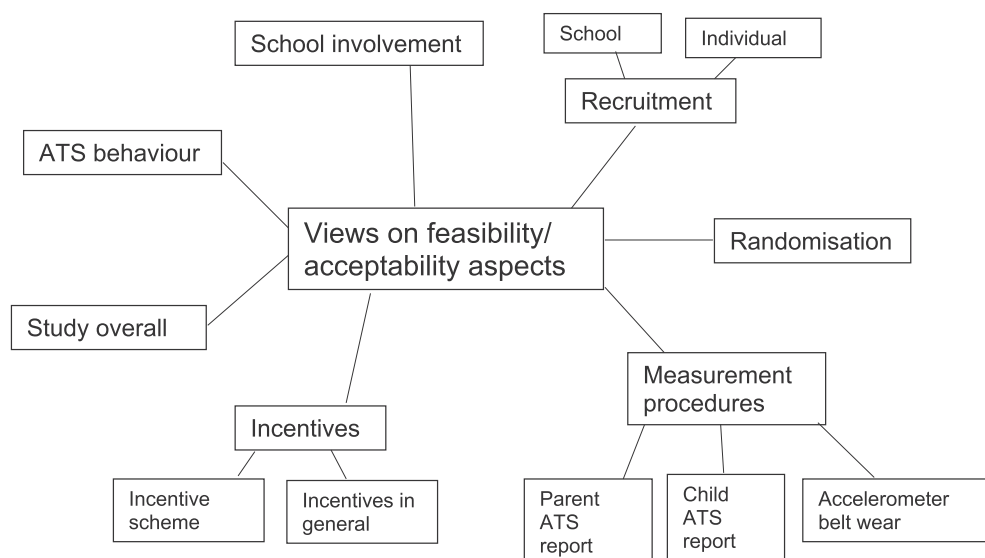 School involvement
School
Individual
Recruitment
ATS behaviour
Views on feasibility/
acceptability aspects
Randomisation
Study overall
Measurement
procedures
Incentives
Incentive
scheme
Incentives in
general
Parent
ATS
report
Child
ATS
report
Accelerometer
belt wear